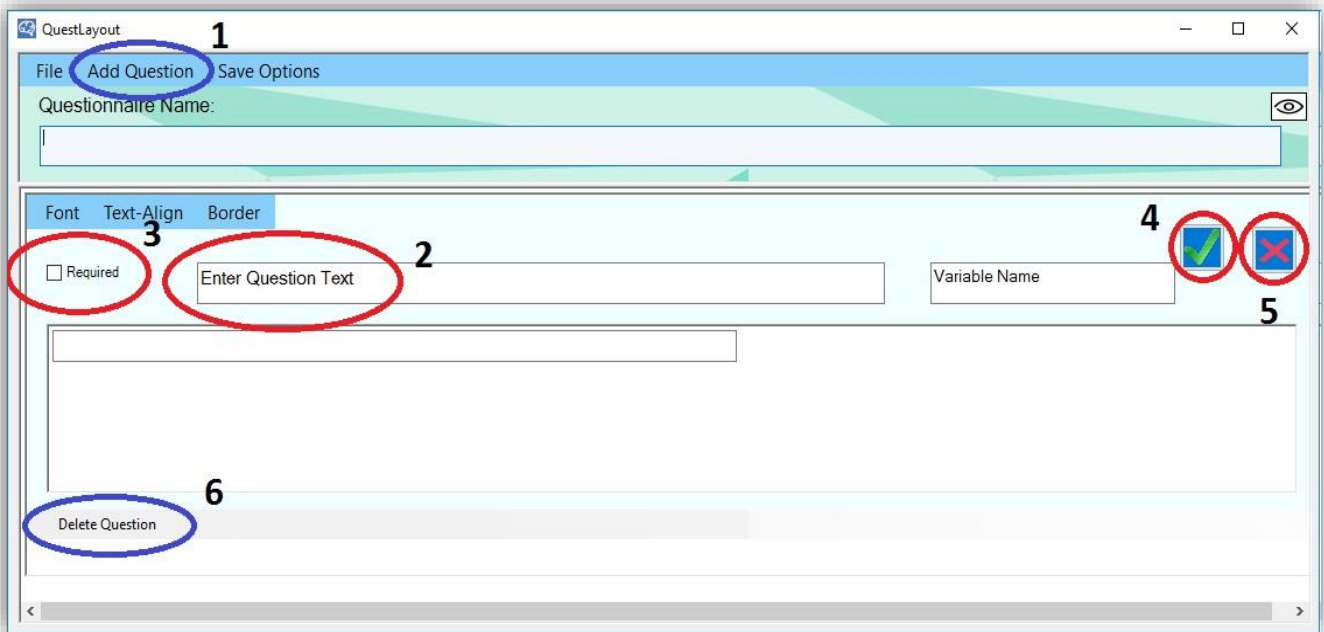 QuestLayout
1
File Add Question Save Options
Questionnaire Name:
Font Text-Align Border
3
4
Required
Enter Question Text
2
Variable Name
5
6
Delete Question